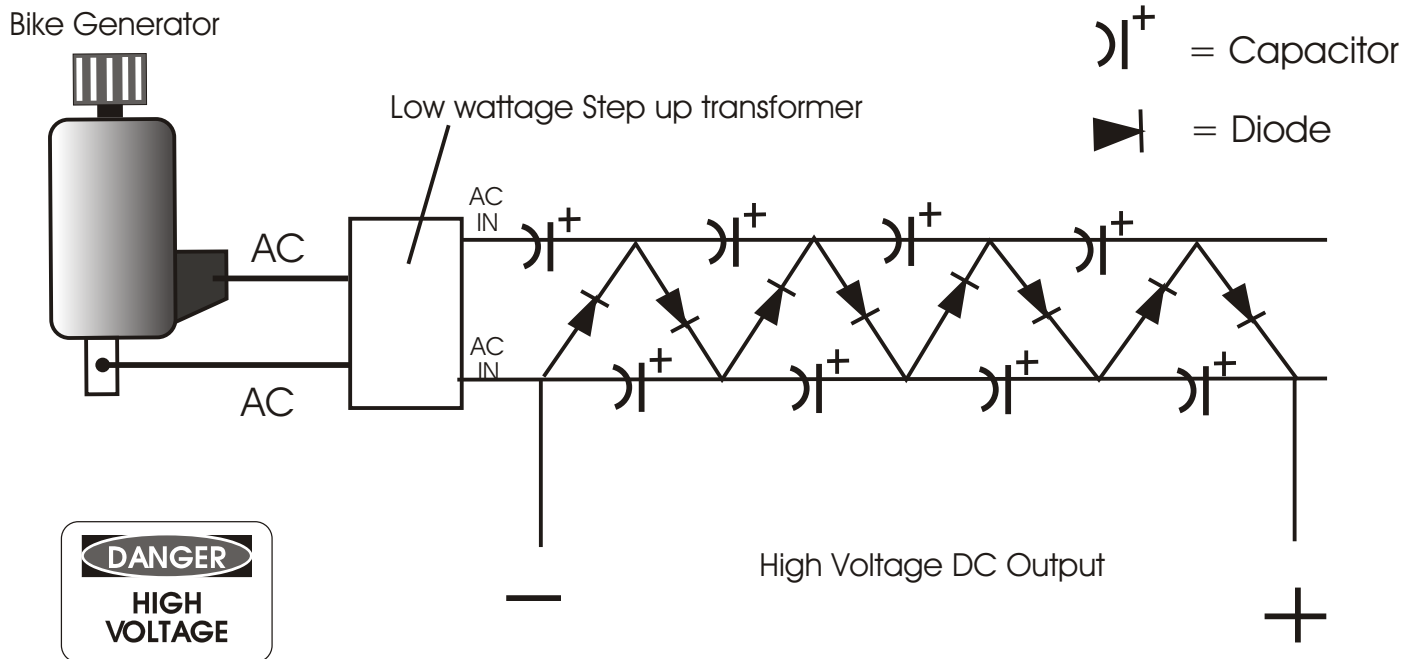 Bike Generator
+ = Capacitor
= Diode
Low wattage Step up transformer
AC
IN
+ + + +
AC
AC
IN
+ + + +
AC
High Voltage DC Output
DANGER
HIGH
VOLTAGE
− +